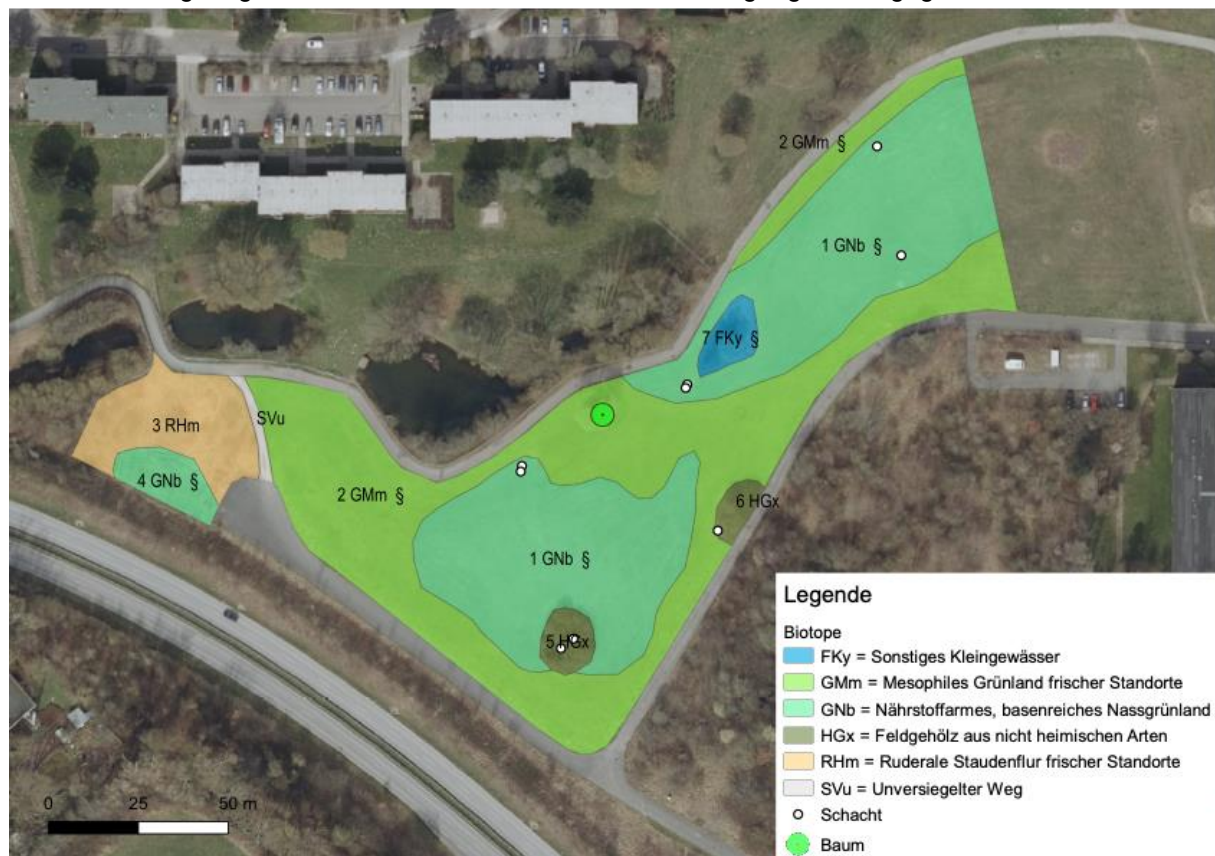 2 GMm §
1 GNb §
7 FKy §
3 RHm
SVu
4 GNb §
2 GMm §
6 HGx
1 GNb §
5 HGx
0 25 50 m
Legende
Biotope
FKy = Sonstiges Kleingewässer
GMm = Mesophiles Grünland frischer Standorte
GNb = Nährstoffarmes, basenreiches Nassgrünland
HGx = Feldgehölz aus nicht heimischen Arten
RHm = Ruderale Staudenflur frischer Standorte
SVu = Unversiegelter Weg
Schacht
Baum